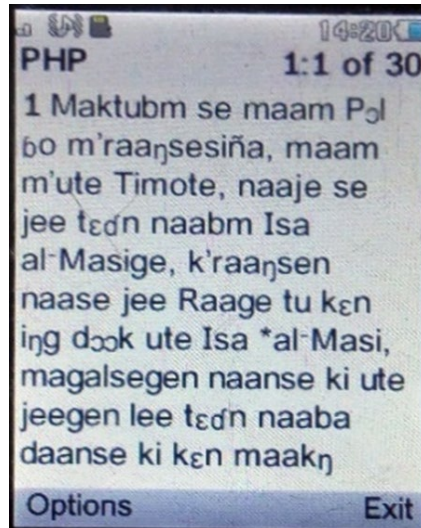 14:20
PHP 1:1 of 30
1 Maktubm se maam Pɔl
ɓo m'raaŋsesiña, maam
m'ute Timote, naaje se
jee tɛɗn naabm Isa
al-Masige, k'raaŋsen
naase jee Raage tu kɛn
iŋg dɔɔk ute Isa *al-Masi,
magalsegen naanse ki ute
jeegen lee tɛɗn naaba
daanse ki kɛn maakŋ
Options Exit